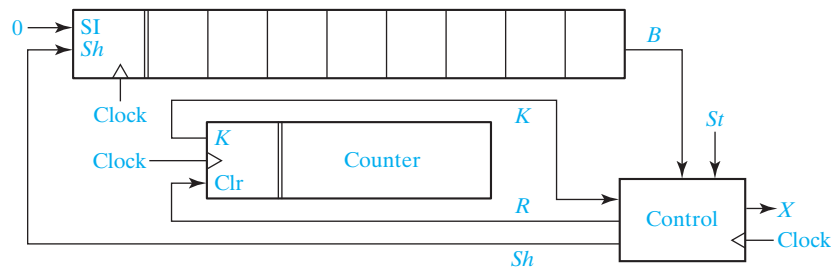 0
SI
Sh
B
Clock
K
St
K
Clock
Counter
Clr
R
Control
X
Clock
Sh